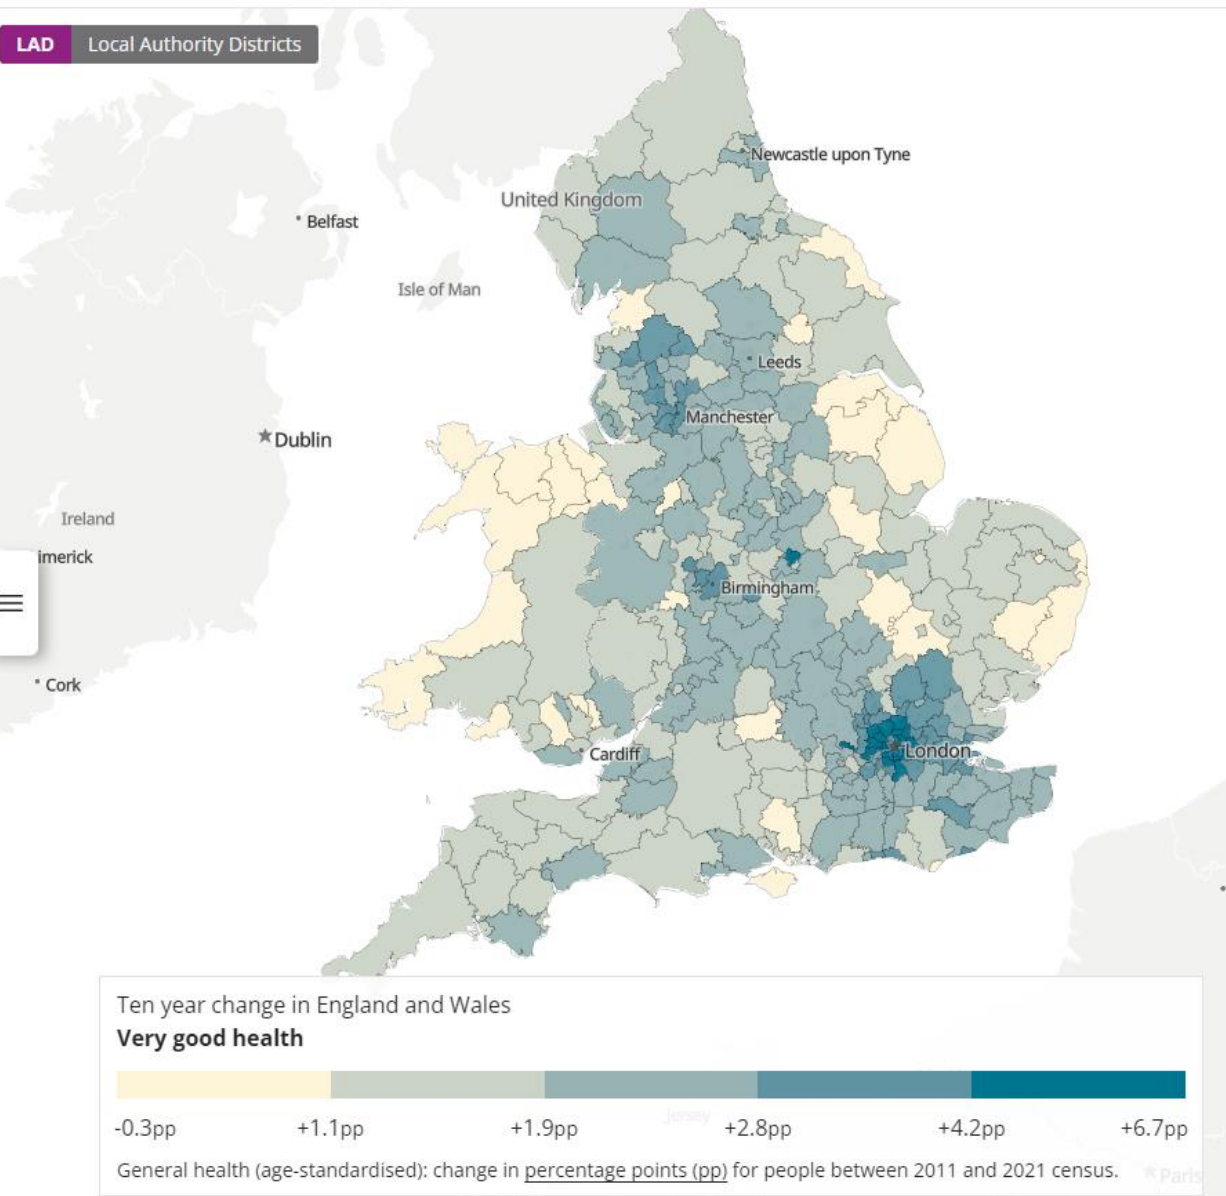 LAD Local Authority Districts
Newcastle upon Tyne
United Kingdom
Belfast
Isle of Man
Leeds
Manchester
Dublin
Ireland
imerick
Birmingham
Cork
Cardiff
London
Ten year change in England and Wales
Very good health
Jersey
-0.3pp +1.1pp +1.9pp +2.8pp +4.2pp +6.7pp
General health (age-standardised): change in percentage points (pp) for people between 2011 and 2021 census.
Paris